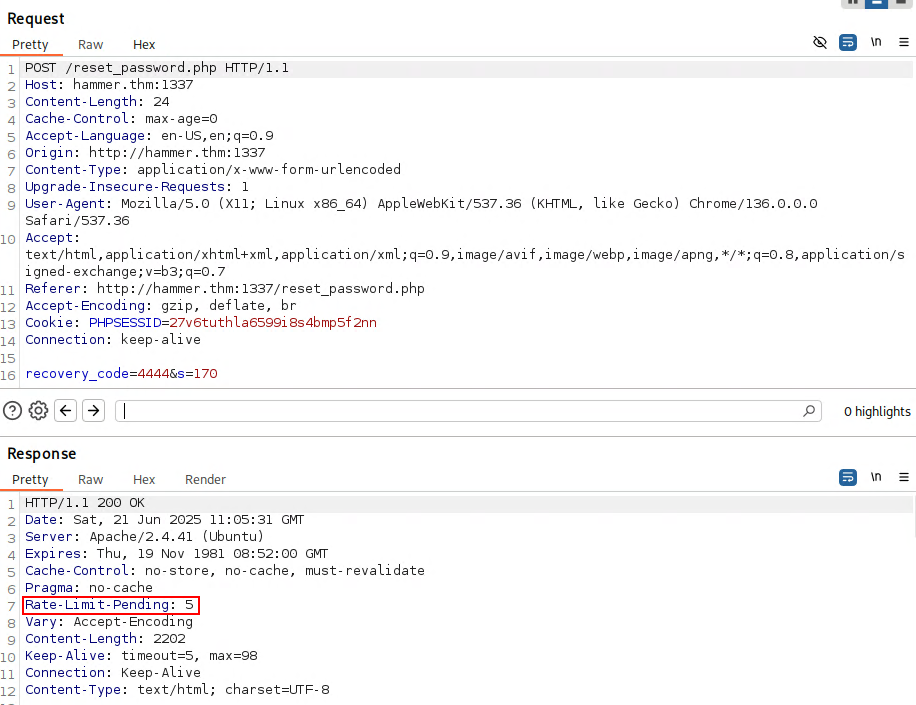 Request
Pretty Raw Hex \n
1 POST /reset_password.php HTTP/1.1
2 Host: hammer.thm:1337
3 Content-Length: 24
4 Cache-Control: max-age=0
5 Accept-Language: en-US,en;q=0.9
6 Origin: http://hammer.thm:1337
7 Content-Type: application/x-www-form-urlencoded
8 Upgrade-Insecure-Requests: 1
9 User-Agent: Mozilla/5.0 (X11; Linux x86_64) AppleWebKit/537.36 (KHTML, like Gecko) Chrome/136.0.0.0
Safari/537.36
10 Accept:
text/html,application/xhtml+xml,application/xml;q=0.9,image/avif,image/webp,image/apng,*/*;q=0.8,application/s
igned-exchange;v=b3;q=0.7
11 Referer: http://hammer.thm:1337/reset_password.php
12 Accept-Encoding: gzip, deflate, br
13 Cookie: PHPSESSID=27v6tuthla6599i8s4bmp5f2nn
14 Connection: keep-alive
15
16 recovery_code=4444&s=170
0 highlights
Response
Pretty Raw Hex Render \n
1 HTTP/1.1 200 OK
2 Date: Sat, 21 Jun 2025 11:05:31 GMT
3 Server: Apache/2.4.41 (Ubuntu)
4 Expires: Thu, 19 Nov 1981 08:52:00 GMT
5 Cache-Control: no-store, no-cache, must-revalidate
6 Pragma: no-cache
7 Rate-Limit-Pending: 5
8 Vary: Accept-Encoding
9 Content-Length: 2202
10 Keep-Alive: timeout=5, max=98
11 Connection: Keep-Alive
12 Content-Type: text/html; charset=UTF-8